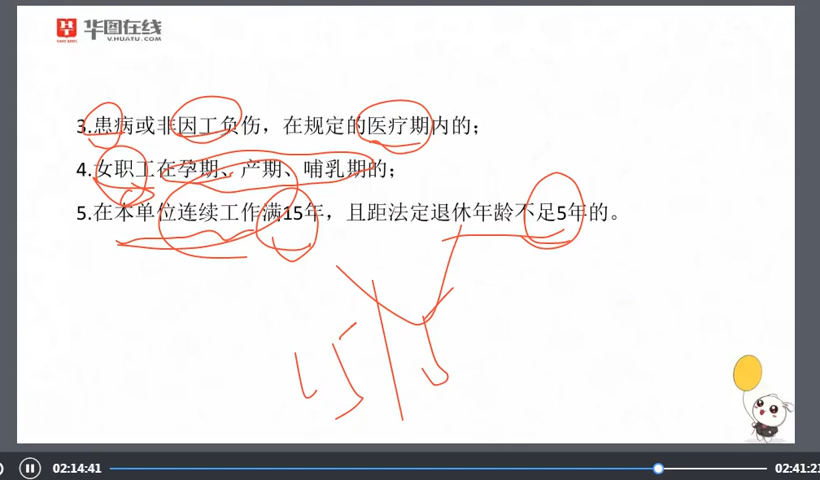 华图在线
V.HUATU.COM
3.患病或非因工负伤，在规定的医疗期内的；
4.女职工在孕期、产期、哺乳期的；
5.在本单位连续工作满15年，且距法定退休年龄不足5年的。
02:14:41
02:41:21